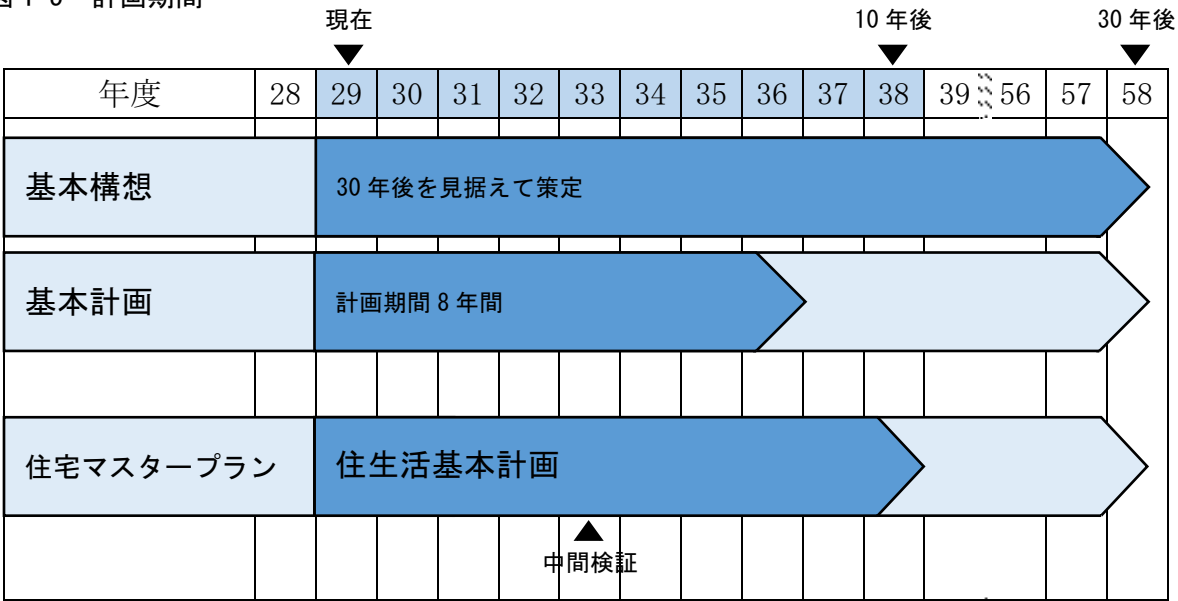 図1-3 計画期間
現在 10年後 30年後
年度 28 29 30 31 32 33 34 35 36 37 38 39 56 57 58
基本構想 30年後を見据えて策定
基本計画 計画期間8年間
住宅マスタープラン 住生活基本計画
中間検証